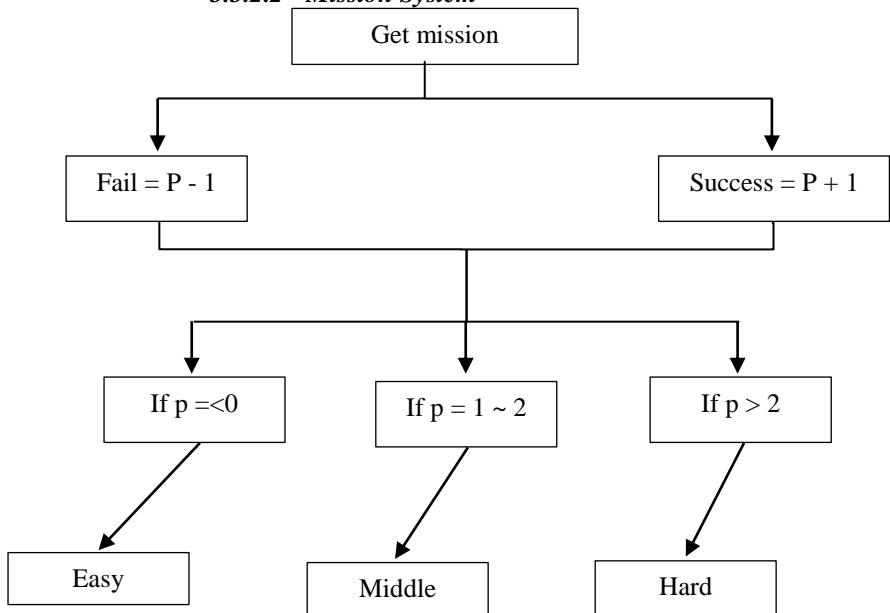 Mission System
Get mission
Fail = P - 1
Success = P + 1
If p =<0
If p = 1 ~ 2
If p > 2
Easy
Middle
Hard